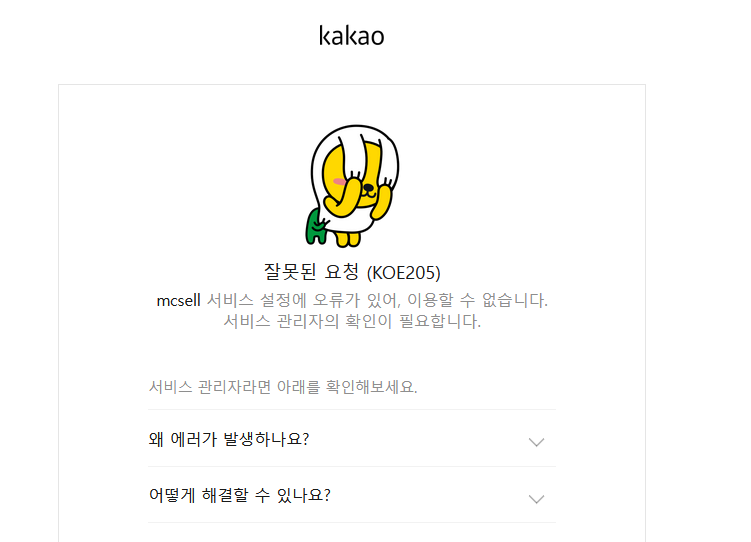 kakao
잘못된 요청 (KOE205)
mcsell 서비스 설정에 오류가 있어, 이용할 수 없습니다.
서비스 관리자의 확인이 필요합니다.
서비스 관리자라면 아래를 확인해보세요.
왜 에러가 발생하나요?
어떻게 해결할 수 있나요?